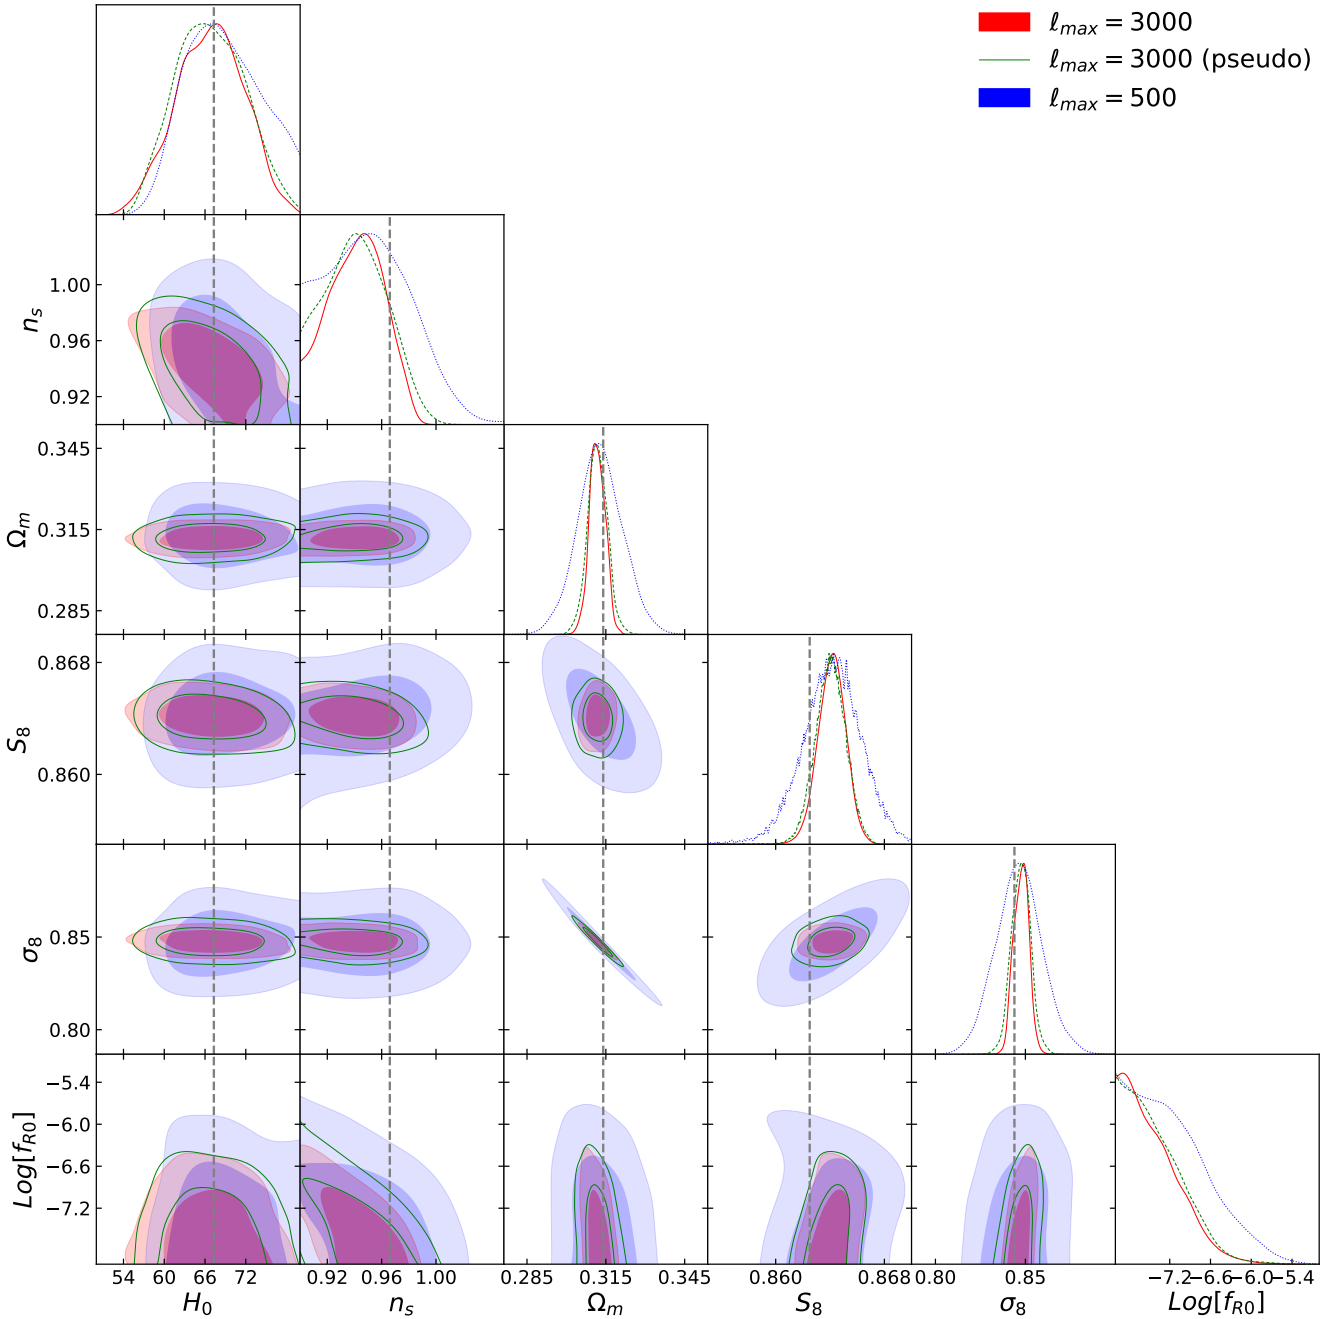 ℓmax = 3000
ℓmax = 3000 (pseudo)
ℓmax = 500
1.00
0.96
0.92
ns
0.345
0.315
0.285
Ωm
0.868
0.860
S8
0.85
0.80
σ8
−5.4
−6.0
−6.6
−7.2
Log[fR0]
54 60 66 72
0.92 0.96 1.00
0.285 0.315 0.345
0.860 0.868
0.80 0.85
−7.2 −6.6 −6.0 −5.4
H0 ns Ωm S8 σ8 Log[fR0]